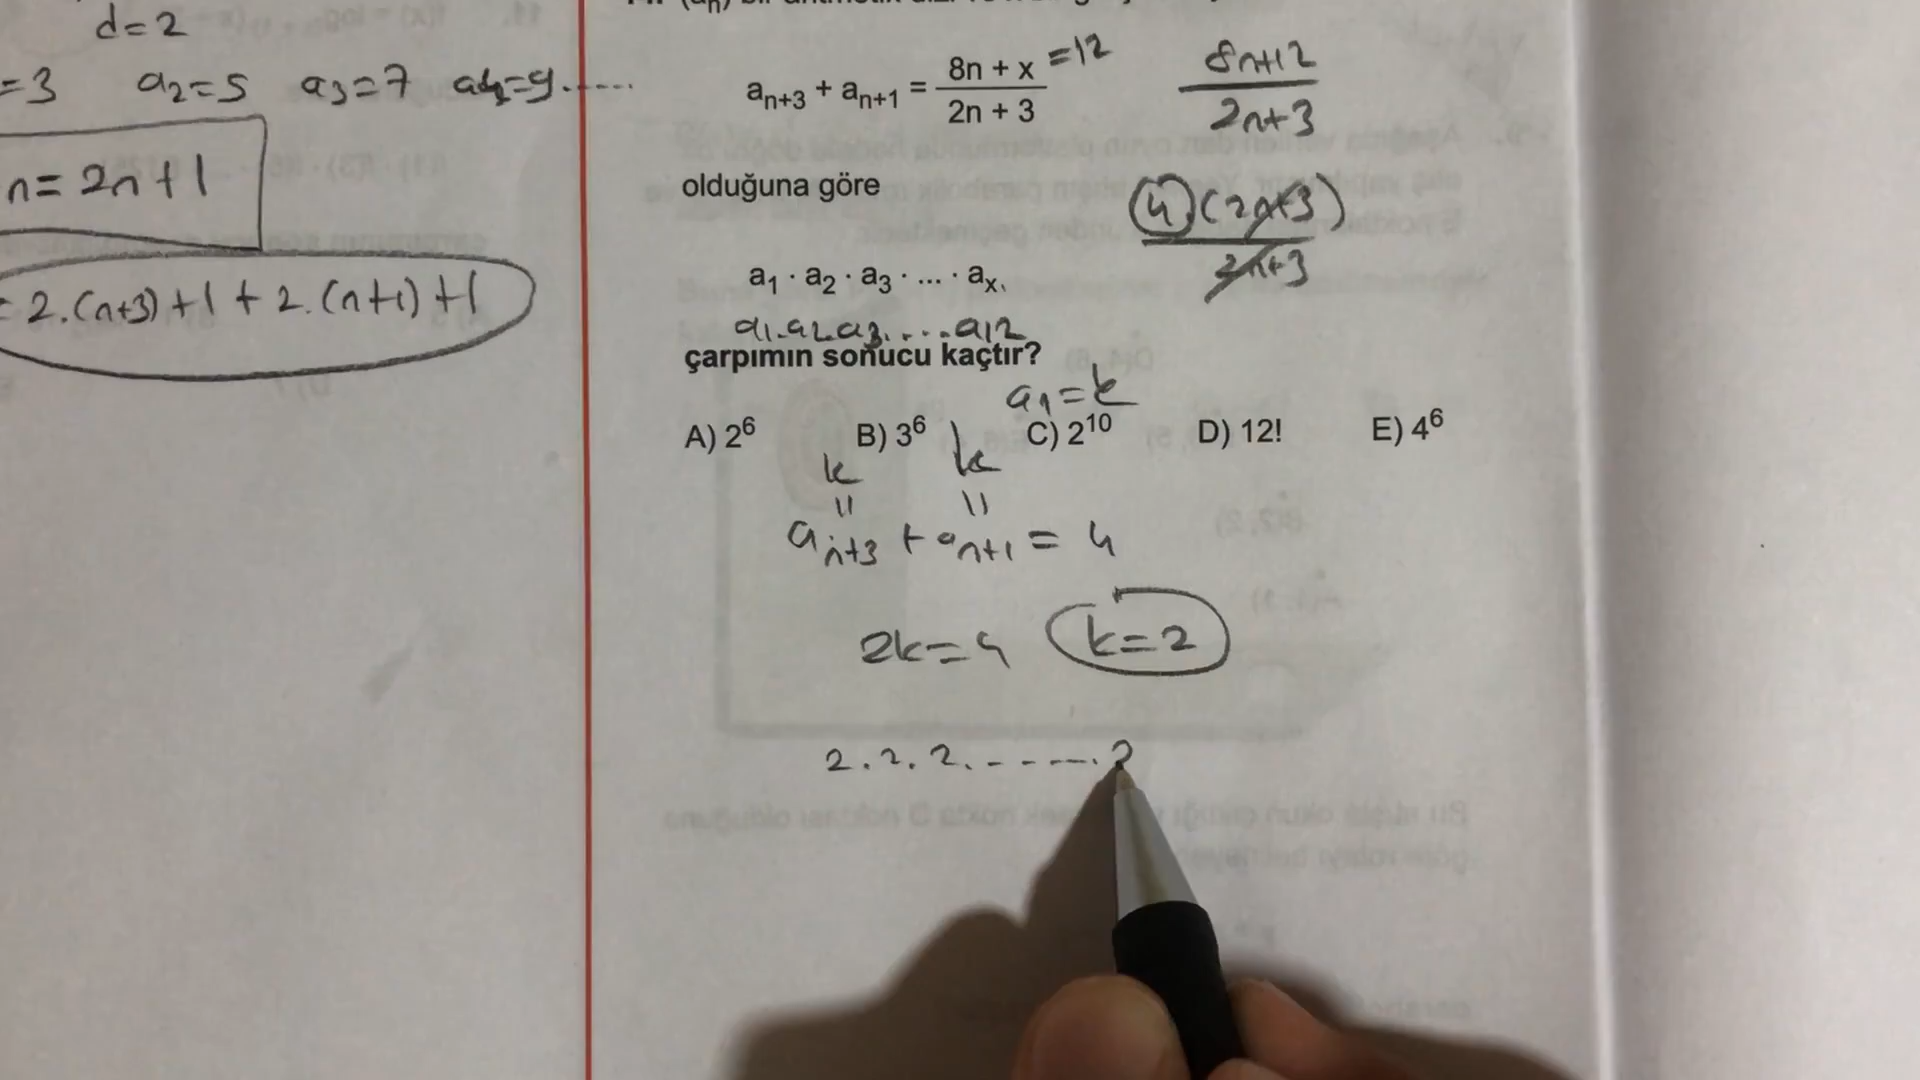 d=2
=3 a2=5 a3=7 a4=9.....
n= 2n+1
= 2.(n+3)+1 + 2.(n+1)+1
an+3 + an+1 = 8n + x / 2n + 3 =12
8n+12 / 2n+3
olduğuna göre
4(2n+3) / 2n+3
a1 · a2 · a3 · ... · ax,
a1.a2.a3....a12
çarpımın sonucu kaçtır?
a1=k
A) 2^6 B) 3^6 C) 2^10 D) 12! E) 4^6
k k
an+3 + an+1 = 4
2k=4 k=2
2.2.2.-----.2